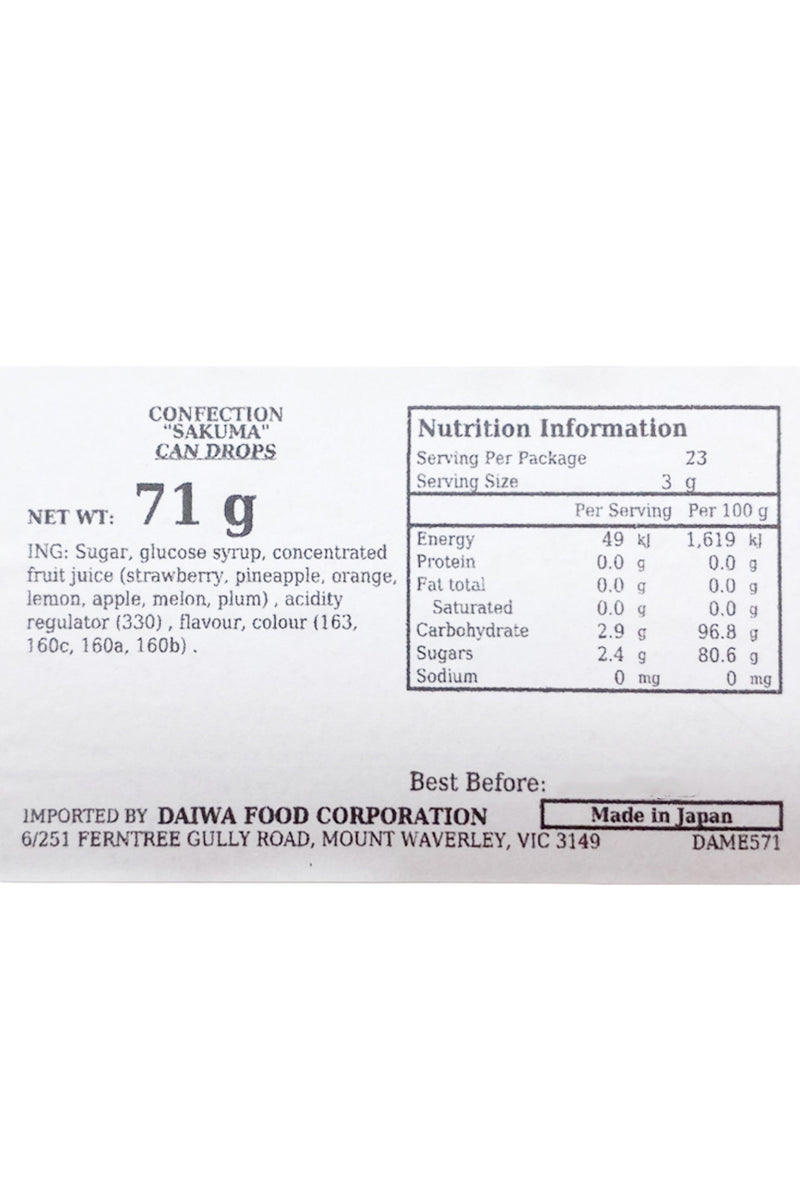 CONFECTION
"SAKUMA"
CAN DROPS
NET WT: 71 g
ING: Sugar, glucose syrup, concentrated
fruit juice (strawberry, pineapple, orange,
lemon, apple, melon, plum) , acidity
regulator (330) , flavour, colour (163,
160c, 160a, 160b) .
Nutrition Information
Serving Per Package 23
Serving Size 3 g
Per Serving Per 100 g
Energy 49 kJ 1,619 kJ
Protein 0.0 g 0.0 g
Fat total 0.0 g 0.0 g
Saturated 0.0 g 0.0 g
Carbohydrate 2.9 g 96.8 g
Sugars 2.4 g 80.6 g
Sodium 0 mg 0 mg
Best Before:
IMPORTED BY DAIWA FOOD CORPORATION Made in Japan
6/251 FERNTREE GULLY ROAD, MOUNT WAVERLEY, VIC 3149 DAME571